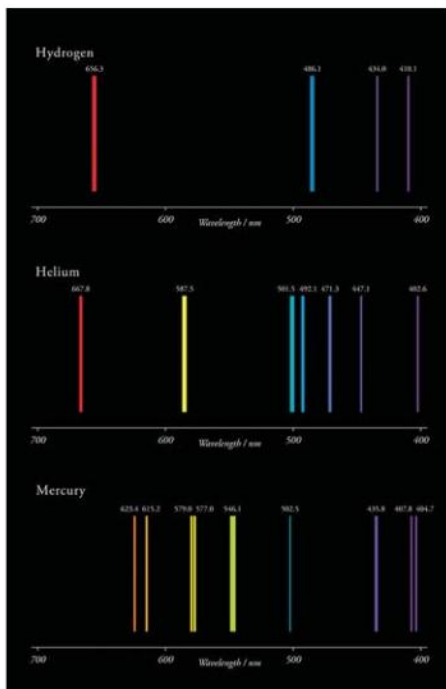 Hydrogen
656.3 486.1 434.0 410.1
700 600 500 400
Wavelength / nm
Helium
667.8 587.5 501.5 492.1 471.3 447.1 402.6
700 600 500 400
Wavelength / nm
Mercury
623.4 615.2 579.0 577.0 546.1 502.5 435.8 407.8 404.7
700 600 500 400
Wavelength / nm